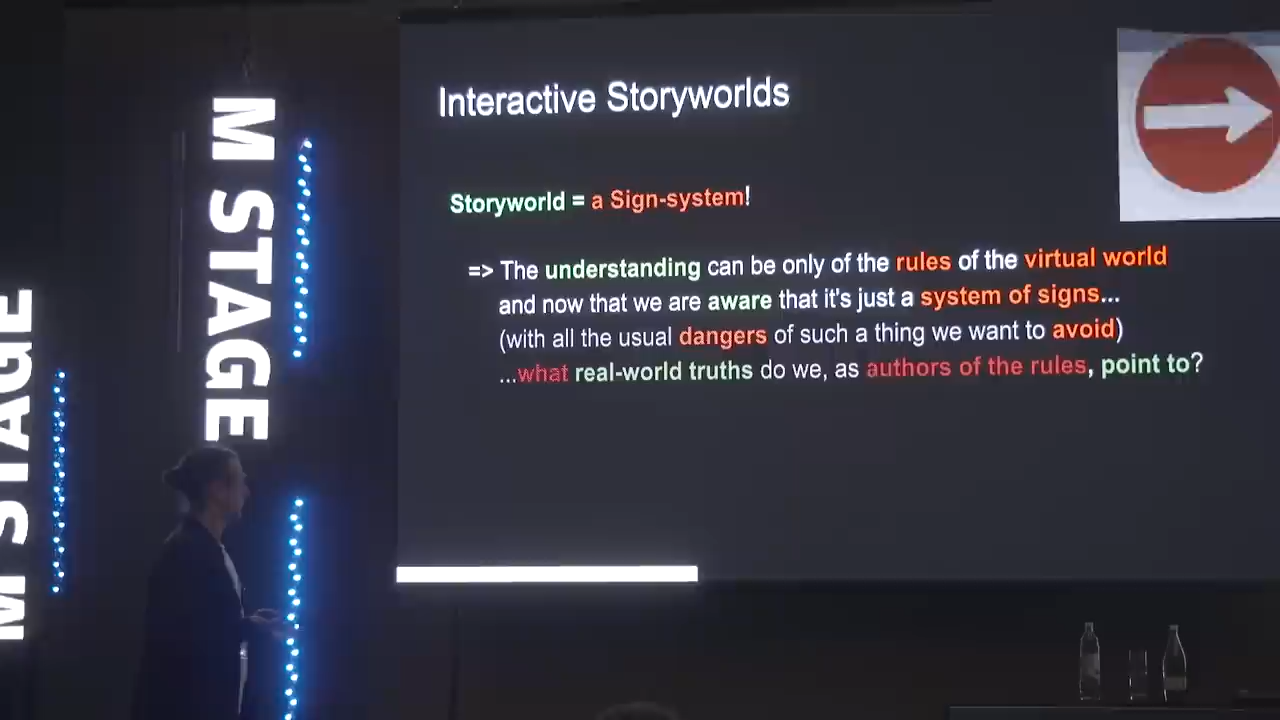 M STAGE
M STAGE
Interactive Storyworlds
Storyworld = a Sign-system!
=> The understanding can be only of the rules of the virtual world
and now that we are aware that it's just a system of signs...
(with all the usual dangers of such a thing we want to avoid)
...what real-world truths do we, as authors of the rules, point to?